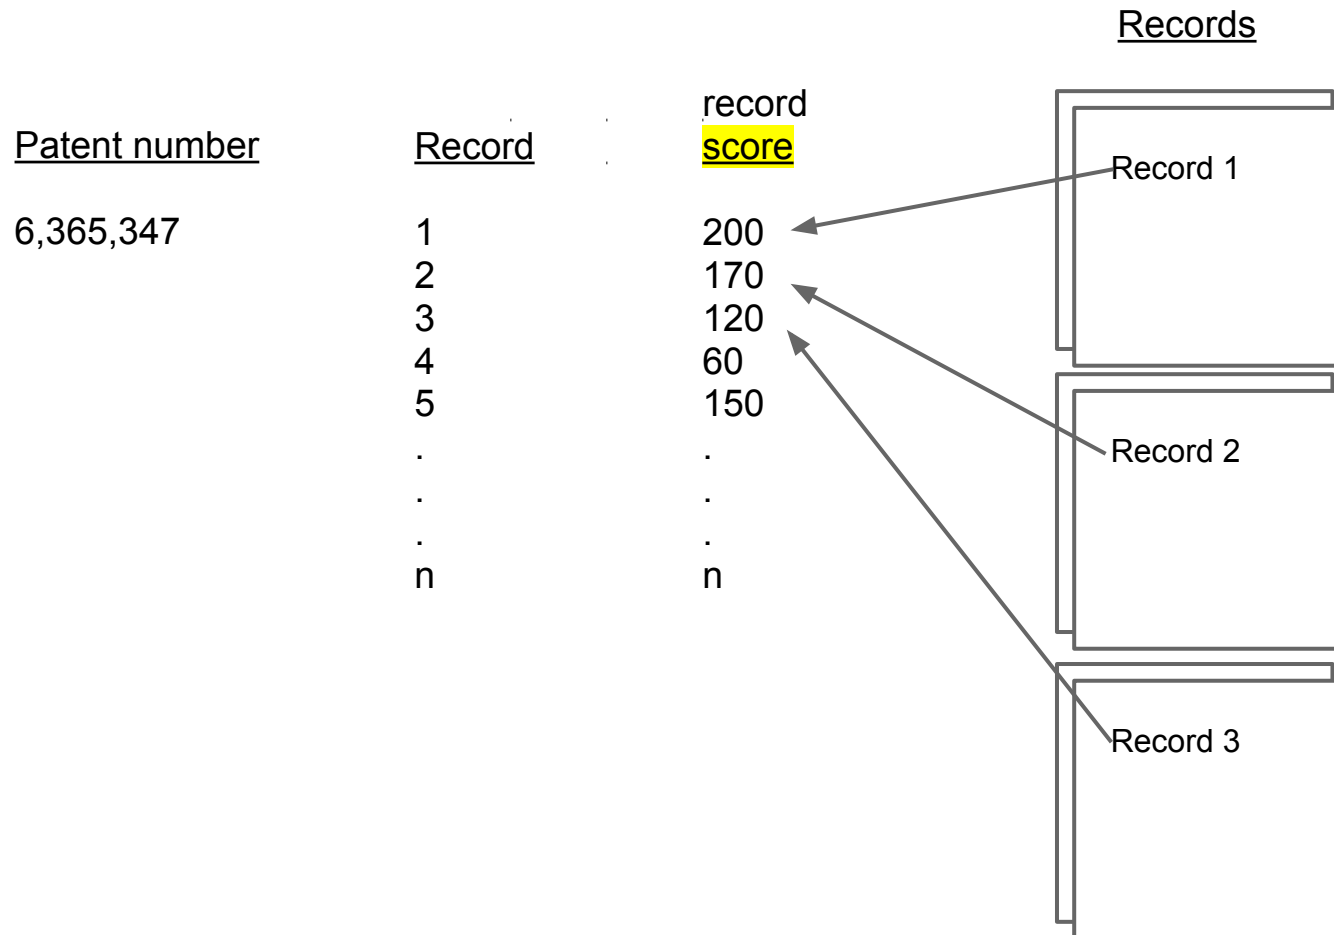 Records
record
Patent number Record score
6,365,347 1 200
2 170
3 120
4 60
5 150
. .
. .
. .
n n
Record 1
Record 2
Record 3